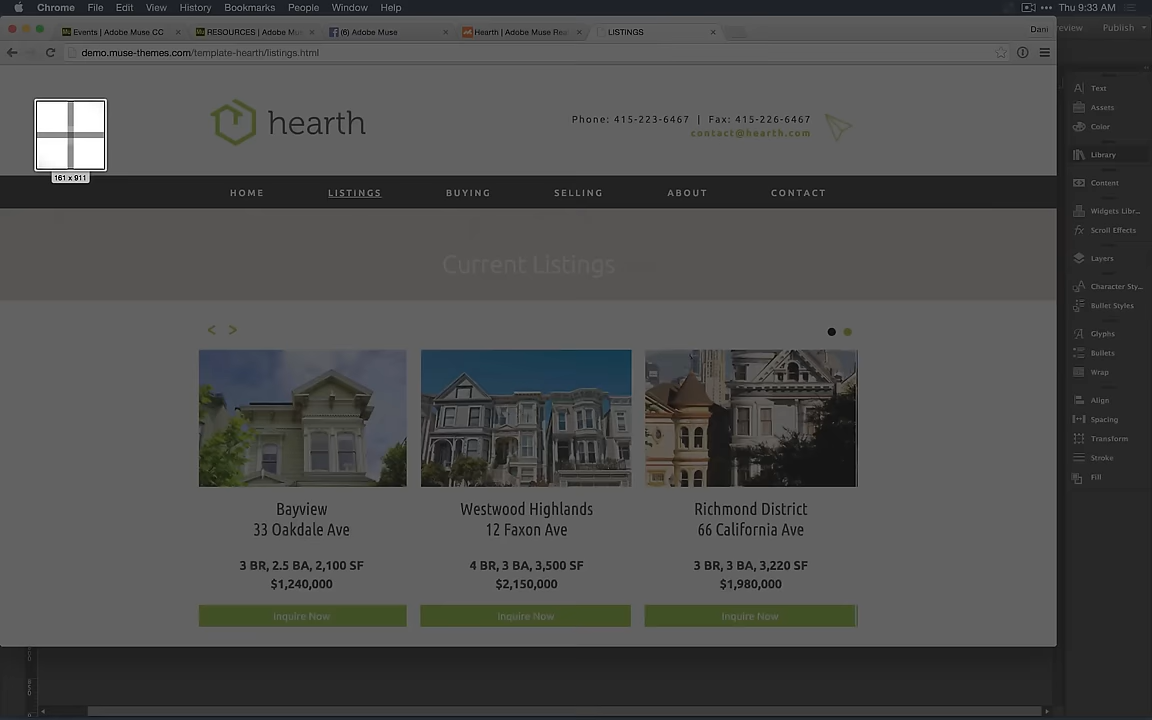 Chrome File Edit View History Bookmarks People Window Help
Thu 9:33 AM
Events | Adobe Muse CC
RESOURCES | Adobe Mu
(6) Adobe Muse
Hearth | Adobe Muse Rea
LISTINGS
Dani
Publish
demo.muse-themes.com/template-hearth/listings.html
161 x 911
hearth
Phone: 415-223-6467 | Fax: 415-226-6467
contact@hearth.com
HOME LISTINGS BUYING SELLING ABOUT CONTACT
Current Listings
< >
Bayview
33 Oakdale Ave
3 BR, 2.5 BA, 2,100 SF
$1,240,000
Inquire Now
Westwood Highlands
12 Faxon Ave
4 BR, 3 BA, 3,500 SF
$2,150,000
Inquire Now
Richmond District
66 California Ave
3 BR, 3 BA, 3,220 SF
$1,980,000
Inquire Now
Text
Assets
Color
Library
Content
Widgets Libr...
Scroll Effects
Layers
Character Sty...
Bullet Styles
Glyphs
Bullets
Wrap
Align
Spacing
Transform
Stroke
Fill